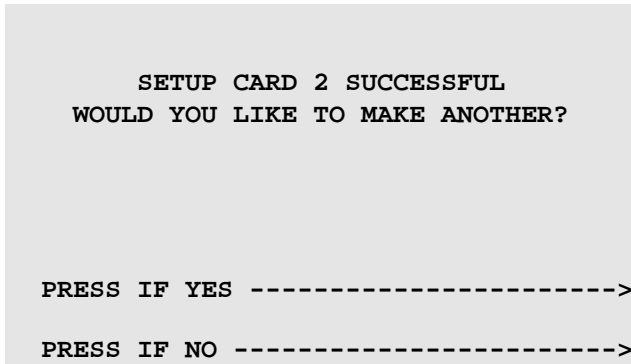 SETUP CARD 2 SUCCESSFUL
WOULD YOU LIKE TO MAKE ANOTHER?
PRESS IF YES ----------------------->
PRESS IF NO ------------------------>